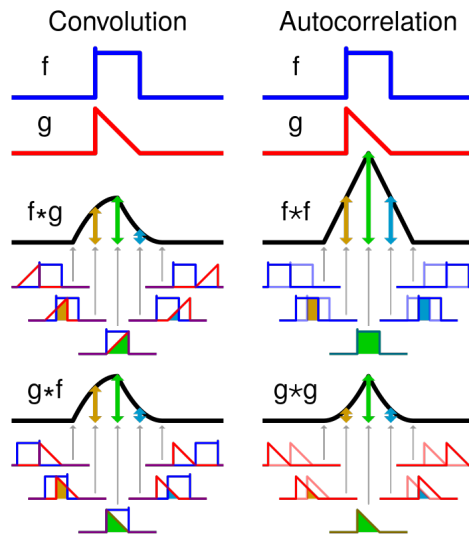 Convolution
f
g
f∗g
g∗f
Autocorrelation
f
g
f⋆f
g⋆g